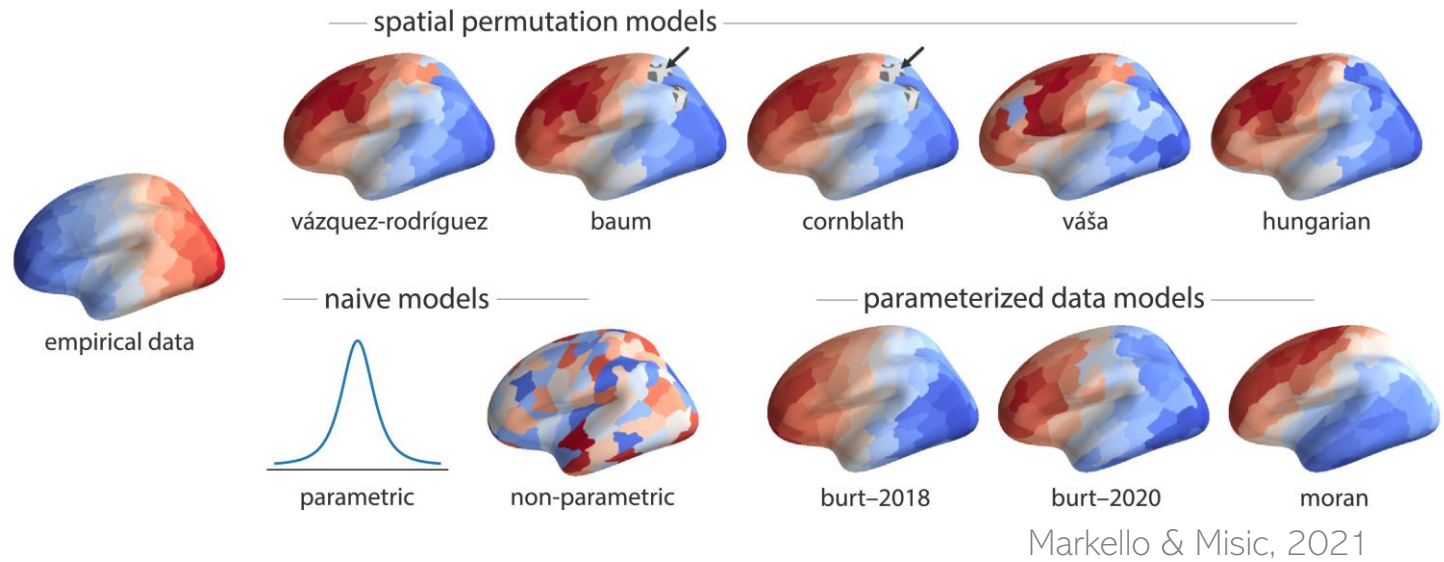 spatial permutation models
vázquez-rodríguez
baum
cornblath
váša
hungarian
empirical data
naive models
parametric
non-parametric
parameterized data models
burt–2018
burt–2020
moran
Markello & Misic, 2021